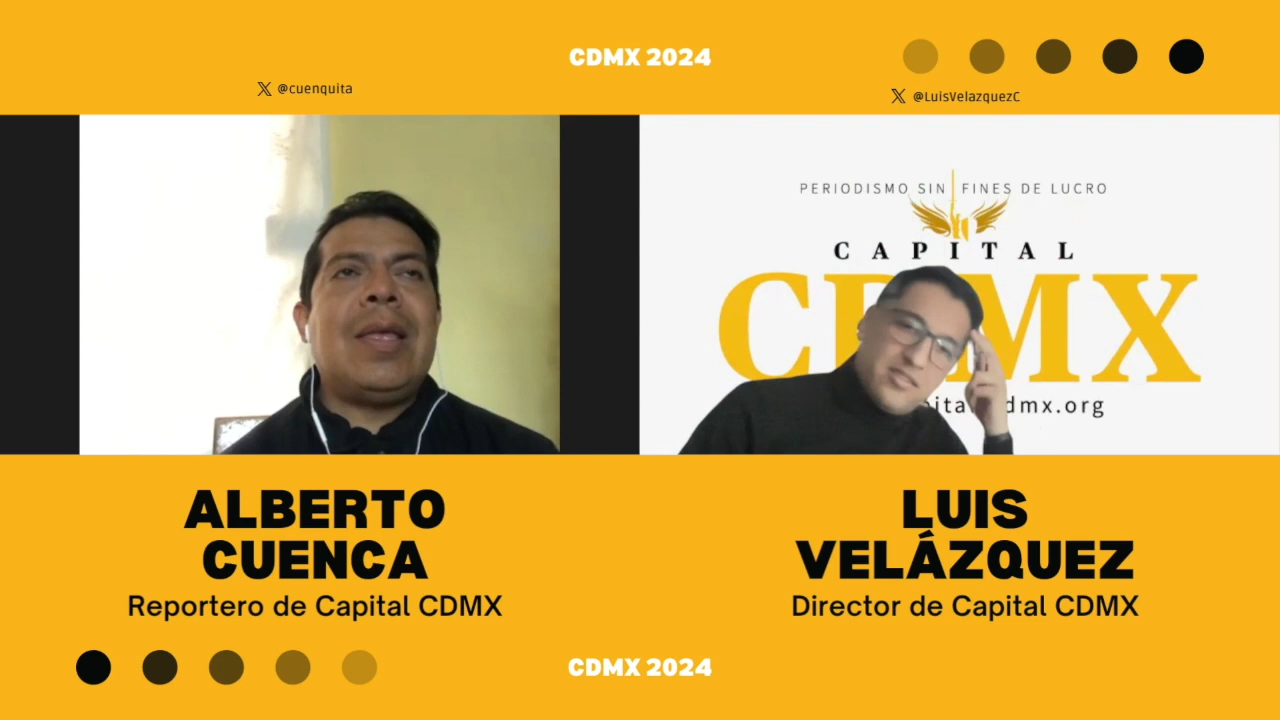 CDMX 2024
@cuenquita
@LuisVelazquezC
PERIODISMO SIN FINES DE LUCRO
CAPITAL
CDMX
ALBERTO
CUENCA
Reportero de Capital CDMX
LUIS
VELÁZQUEZ
Director de Capital CDMX
CDMX 2024